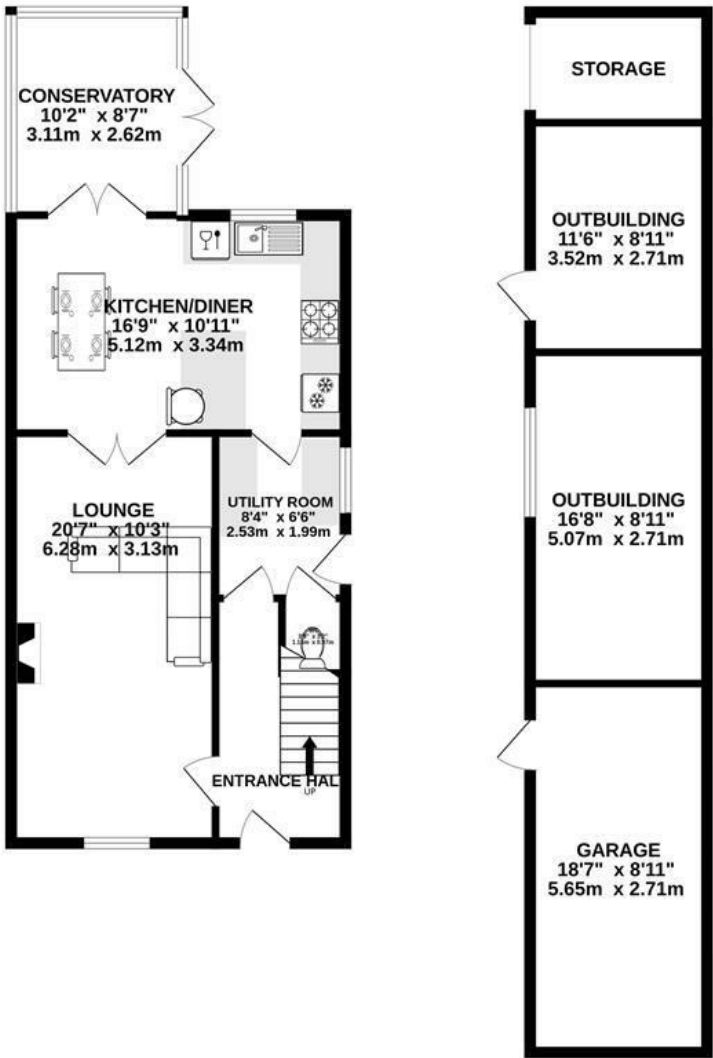 CONSERVATORY
10'2" x 8'7"
3.11m x 2.62m
KITCHEN/DINER
16'9" x 10'11"
5.12m x 3.34m
LOUNGE
20'7" x 10'3"
6.28m x 3.13m
UTILITY ROOM
8'4" x 6'6"
2.53m x 1.99m
ENTRANCE HAL
UP
STORAGE
OUTBUILDING
11'6" x 8'11"
3.52m x 2.71m
OUTBUILDING
16'8" x 8'11"
5.07m x 2.71m
GARAGE
18'7" x 8'11"
5.65m x 2.71m